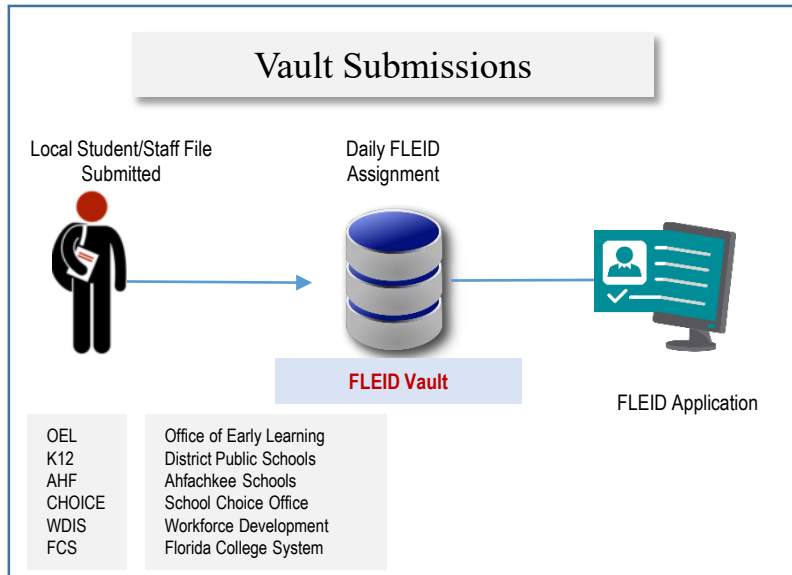 Vault Submissions
Local Student/Staff File
Submitted
Daily FLEID
Assignment
FLEID Vault
FLEID Application
OEL Office of Early Learning
K12 District Public Schools
AHF Ahfachkee Schools
CHOICE School Choice Office
WDIS Workforce Development
FCS Florida College System